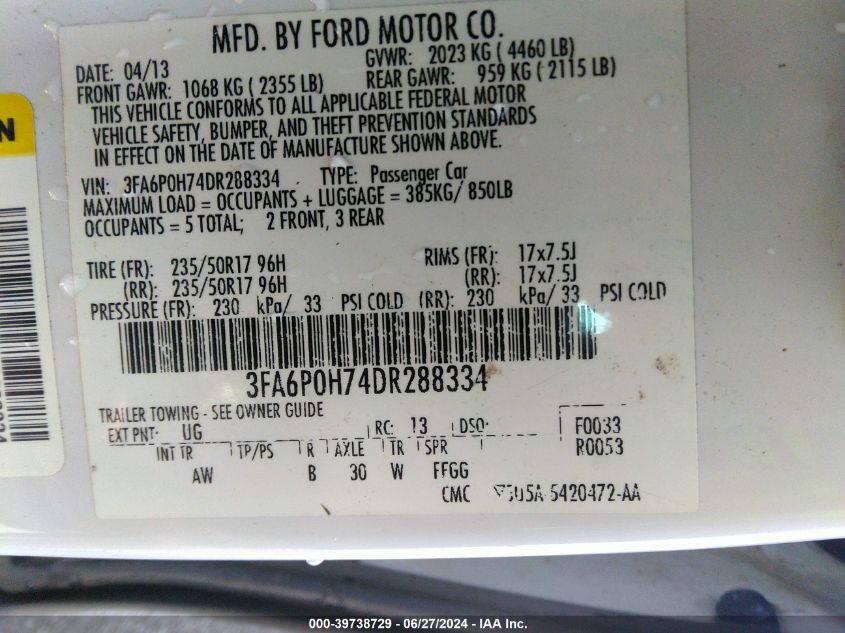 MFD. BY FORD MOTOR CO.
DATE: 04/13 GVWR: 2023 KG ( 4460 LB)
FRONT GAWR: 1068 KG ( 2355 LB) REAR GAWR: 959 KG ( 2115 LB)
THIS VEHICLE CONFORMS TO ALL APPLICABLE FEDERAL MOTOR
VEHICLE SAFETY, BUMPER, AND THEFT PREVENTION STANDARDS
IN EFFECT ON THE DATE OF MANUFACTURE SHOWN ABOVE.
VIN: 3FA6P0H74DR288334 TYPE: Passenger Car
MAXIMUM LOAD = OCCUPANTS + LUGGAGE = 385KG/ 850LB
OCCUPANTS = 5 TOTAL; 2 FRONT, 3 REAR
TIRE (FR): 235/50R17 96H RIMS (FR): 17x7.5J
(RR): 235/50R17 96H (RR): 17x7.5J
PRESSURE (FR): 230 kPa/ 33 PSI COLD (RR): 230 kPa/ 33 PSI COLD
3FA6P0H74DR288334
TRAILER TOWING - SEE OWNER GUIDE
EXT PNT: UG RC: 13 DSO: F0033
INT TR TP/PS R AXLE TR SPR R0053
AW B 30 W FFGG
CMC 5420472-AA
N
000-39738729 - 06/27/2024 - IAA Inc.